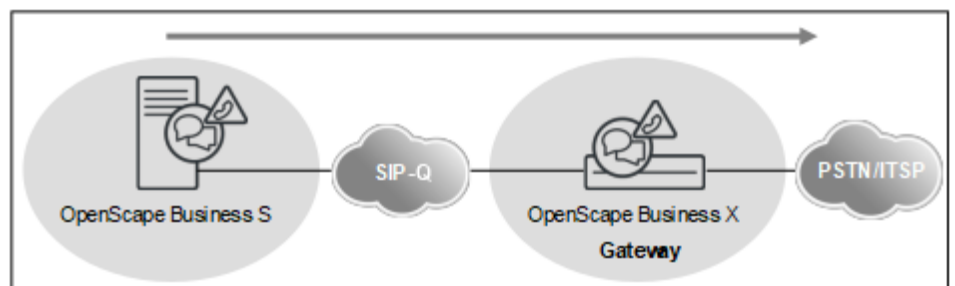 SIP-Q
PSTN/ITSP
OpenScape Business S
OpenScape Business X
Gateway